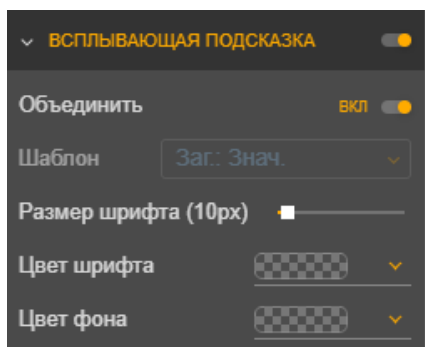 ВСПЛЫВАЮЩАЯ ПОДСКАЗКА
Объединить ВКЛ
Шаблон Заг.: Знач.
Размер шрифта (10px)
Цвет шрифта
Цвет фона